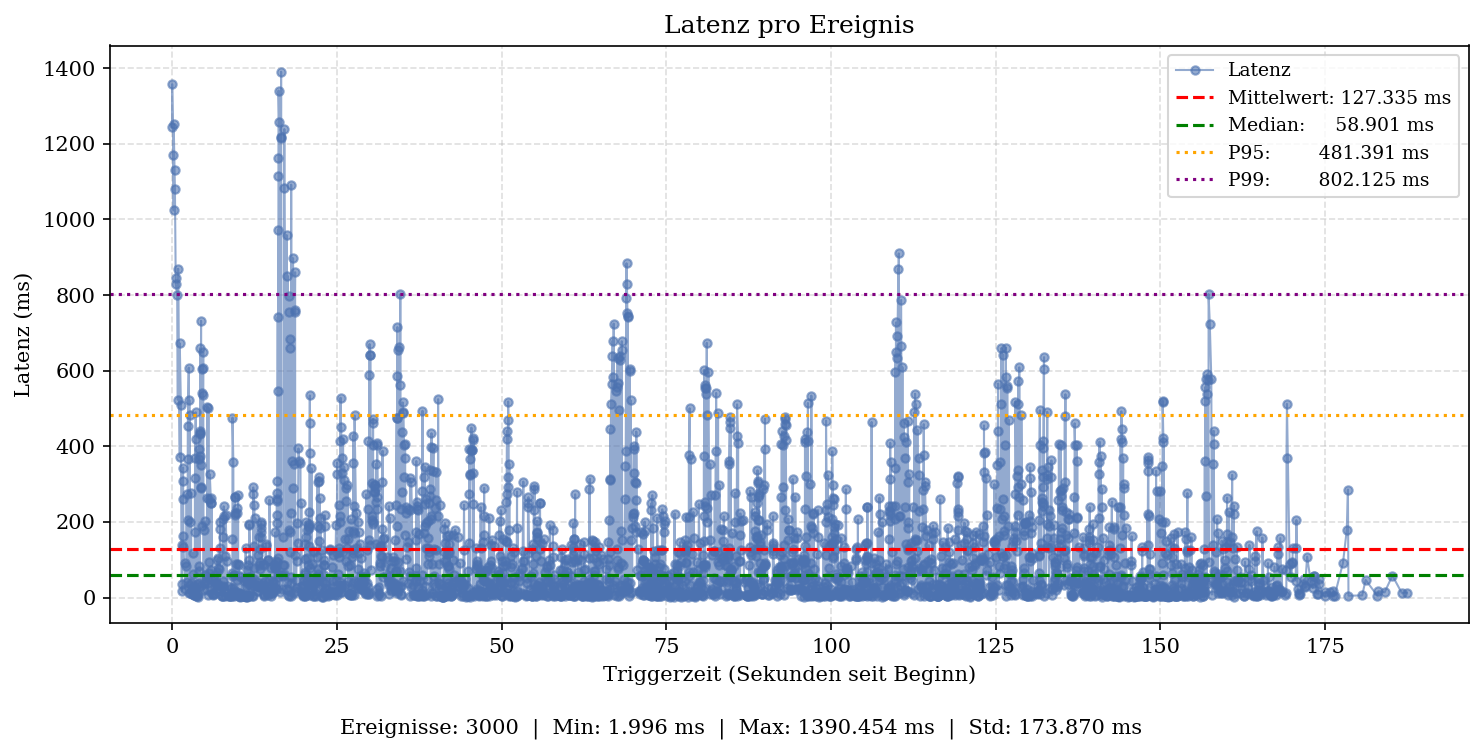 Latenz pro Ereignis
Latenz (ms)
1400
1200
1000
800
600
400
200
0
Latenz
Mittelwert: 127.335 ms
Median: 58.901 ms
P95: 481.391 ms
P99: 802.125 ms
0 25 50 75 100 125 150 175
Triggerzeit (Sekunden seit Beginn)
Ereignisse: 3000 | Min: 1.996 ms | Max: 1390.454 ms | Std: 173.870 ms